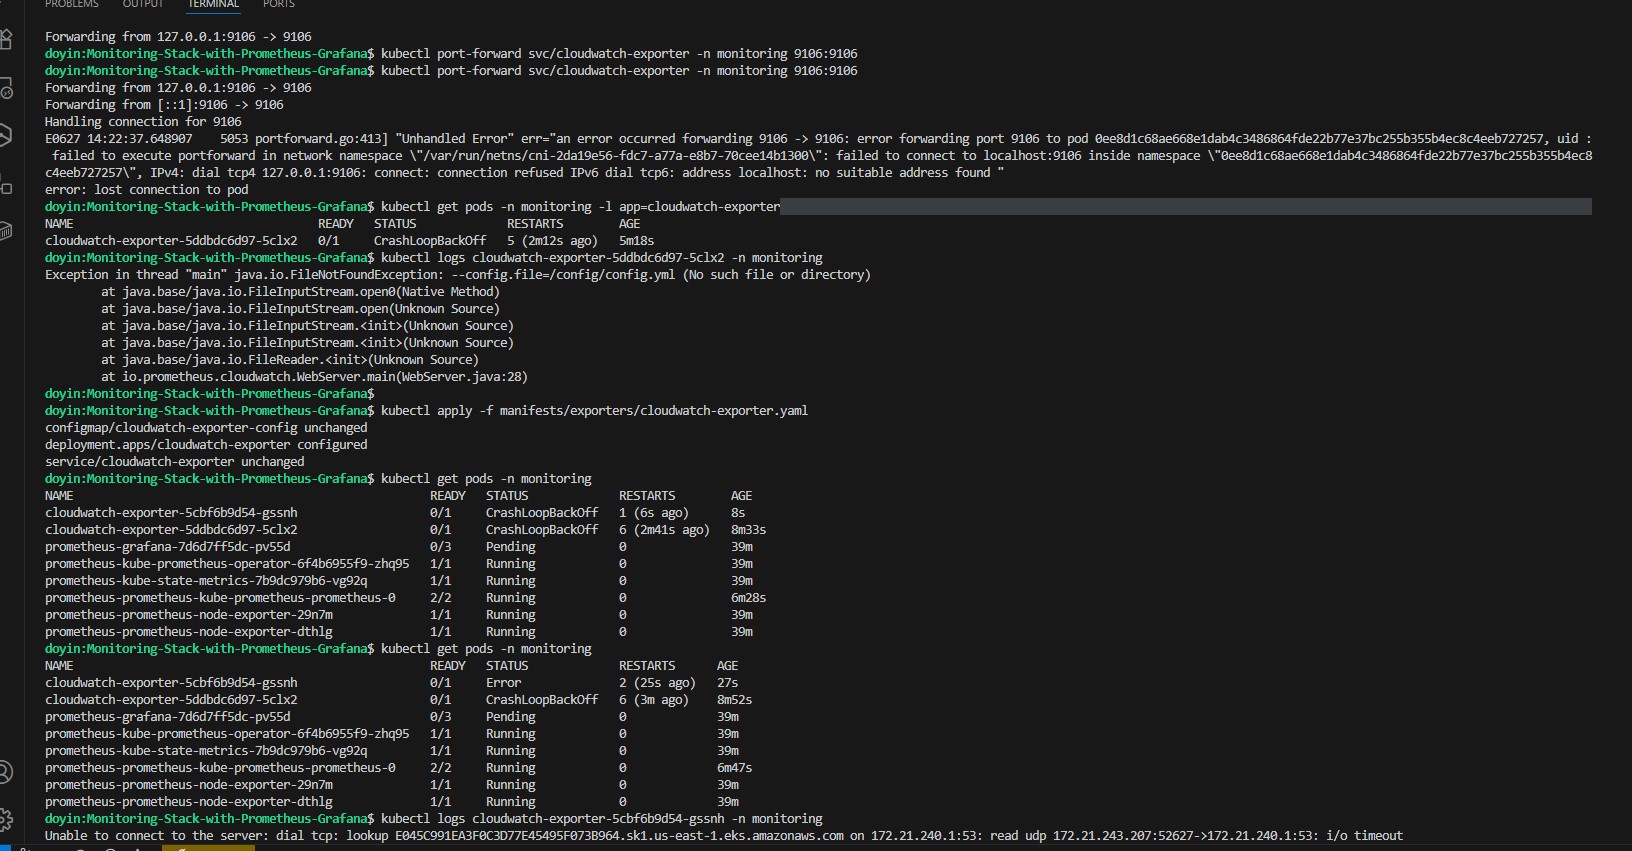 PROBLEMS OUTPUT TERMINAL PORTS
Forwarding from 127.0.0.1:9106 -> 9106
doyin:Monitoring-Stack-with-Prometheus-Grafana$ kubectl port-forward svc/cloudwatch-exporter -n monitoring 9106:9106
doyin:Monitoring-Stack-with-Prometheus-Grafana$ kubectl port-forward svc/cloudwatch-exporter -n monitoring 9106:9106
Forwarding from 127.0.0.1:9106 -> 9106
Forwarding from [::1]:9106 -> 9106
Handling connection for 9106
E0627 14:22:37.648907    5053 portforward.go:413] "Unhandled Error" err="an error occurred forwarding 9106 -> 9106: error forwarding port 9106 to pod 0ee8d1c68ae668e1dab4c3486864fde22b77e37bc255b355b4ec8c4eeb727257, uid :
failed to execute portforward in network namespace \"/var/run/netns/cni-2da19e56-fdc7-a77a-e8b7-70cee14b1300\": failed to connect to localhost:9106 inside namespace \"0ee8d1c68ae668e1dab4c3486864fde22b77e37bc255b355b4ec8
c4eeb727257\", IPv4: dial tcp4 127.0.0.1:9106: connect: connection refused IPv6 dial tcp6: address localhost: no suitable address found "
error: lost connection to pod
doyin:Monitoring-Stack-with-Prometheus-Grafana$ kubectl get pods -n monitoring -l app=cloudwatch-exporter
NAME                                   READY   STATUS             RESTARTS        AGE
cloudwatch-exporter-5ddbdc6d97-5clx2   0/1     CrashLoopBackOff   5 (2m12s ago)   5m18s
doyin:Monitoring-Stack-with-Prometheus-Grafana$ kubectl logs cloudwatch-exporter-5ddbdc6d97-5clx2 -n monitoring
Exception in thread "main" java.io.FileNotFoundException: --config.file=/config/config.yml (No such file or directory)
        at java.base/java.io.FileInputStream.open0(Native Method)
        at java.base/java.io.FileInputStream.open(Unknown Source)
        at java.base/java.io.FileInputStream.<init>(Unknown Source)
        at java.base/java.io.FileInputStream.<init>(Unknown Source)
        at java.base/java.io.FileReader.<init>(Unknown Source)
        at io.prometheus.cloudwatch.WebServer.main(WebServer.java:28)
doyin:Monitoring-Stack-with-Prometheus-Grafana$
doyin:Monitoring-Stack-with-Prometheus-Grafana$ kubectl apply -f manifests/exporters/cloudwatch-exporter.yaml
configmap/cloudwatch-exporter-config unchanged
deployment.apps/cloudwatch-exporter configured
service/cloudwatch-exporter unchanged
doyin:Monitoring-Stack-with-Prometheus-Grafana$ kubectl get pods -n monitoring
NAME                                                   READY   STATUS             RESTARTS        AGE
cloudwatch-exporter-5cbf6b9d54-gssnh                   0/1     CrashLoopBackOff   1 (6s ago)      8s
cloudwatch-exporter-5ddbdc6d97-5clx2                   0/1     CrashLoopBackOff   6 (2m41s ago)   8m33s
prometheus-grafana-7d6d7ff5dc-pv55d                    0/3     Pending            0               39m
prometheus-kube-prometheus-operator-6f4b6955f9-zhq95   1/1     Running            0               39m
prometheus-kube-state-metrics-7b9dc979b6-vg92q         1/1     Running            0               39m
prometheus-prometheus-kube-prometheus-prometheus-0     2/2     Running            0               6m28s
prometheus-prometheus-node-exporter-29n7m              1/1     Running            0               39m
prometheus-prometheus-node-exporter-dthlg              1/1     Running            0               39m
doyin:Monitoring-Stack-with-Prometheus-Grafana$ kubectl get pods -n monitoring
NAME                                                   READY   STATUS             RESTARTS      AGE
cloudwatch-exporter-5cbf6b9d54-gssnh                   0/1     Error              2 (25s ago)   27s
cloudwatch-exporter-5ddbdc6d97-5clx2                   0/1     CrashLoopBackOff   6 (3m ago)    8m52s
prometheus-grafana-7d6d7ff5dc-pv55d                    0/3     Pending            0             39m
prometheus-kube-prometheus-operator-6f4b6955f9-zhq95   1/1     Running            0             39m
prometheus-kube-state-metrics-7b9dc979b6-vg92q         1/1     Running            0             39m
prometheus-prometheus-kube-prometheus-prometheus-0     2/2     Running            0             6m47s
prometheus-prometheus-node-exporter-29n7m              1/1     Running            0             39m
prometheus-prometheus-node-exporter-dthlg              1/1     Running            0             39m
doyin:Monitoring-Stack-with-Prometheus-Grafana$ kubectl logs cloudwatch-exporter-5cbf6b9d54-gssnh -n monitoring
Unable to connect to the server: dial tcp: lookup E045C991EA3F0C3D77E45495F073B964.sk1.us-east-1.eks.amazonaws.com on 172.21.240.1:53: read udp 172.21.243.207:52627->172.21.240.1:53: i/o timeout